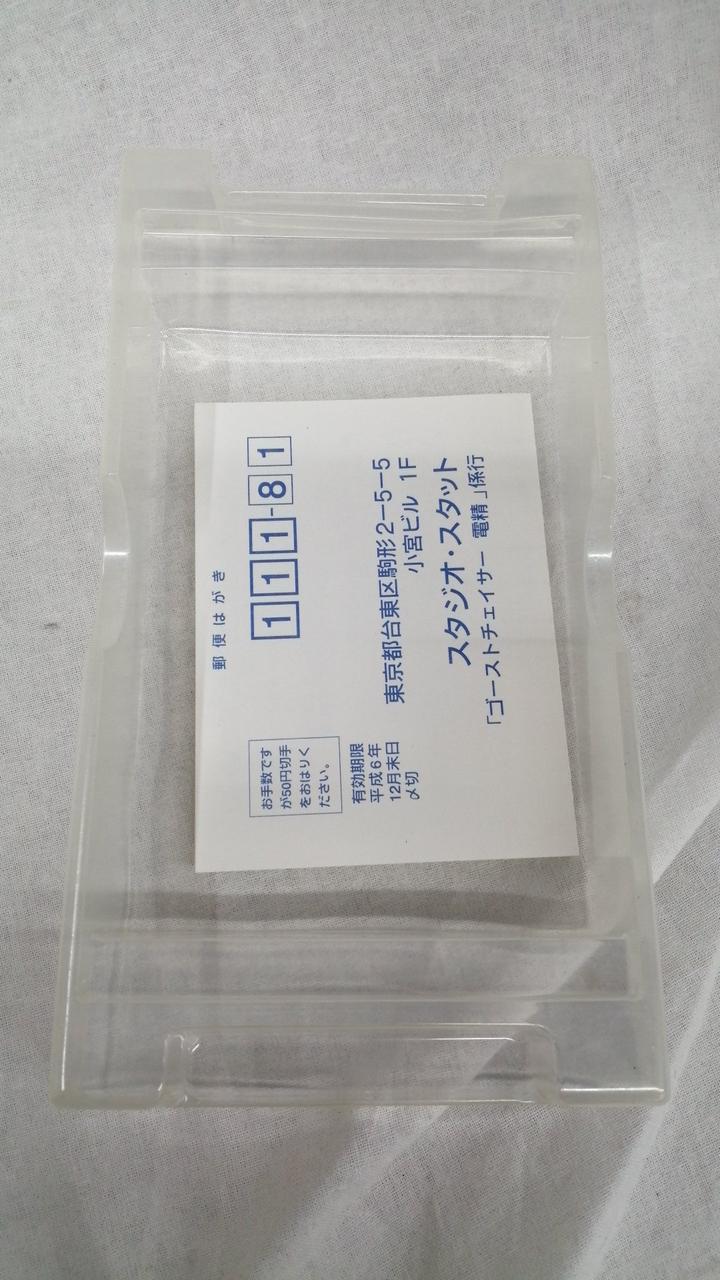 郵便はがき
111-81
東京都台東区駒形2-5-5
小宮ビル 1F
スタジオ・スタット
「ゴーストチェイサー 電精」係行
お手数です
が50円切手
をおはりく
ださい。
有効期限
平成6年
12月末日
〆切